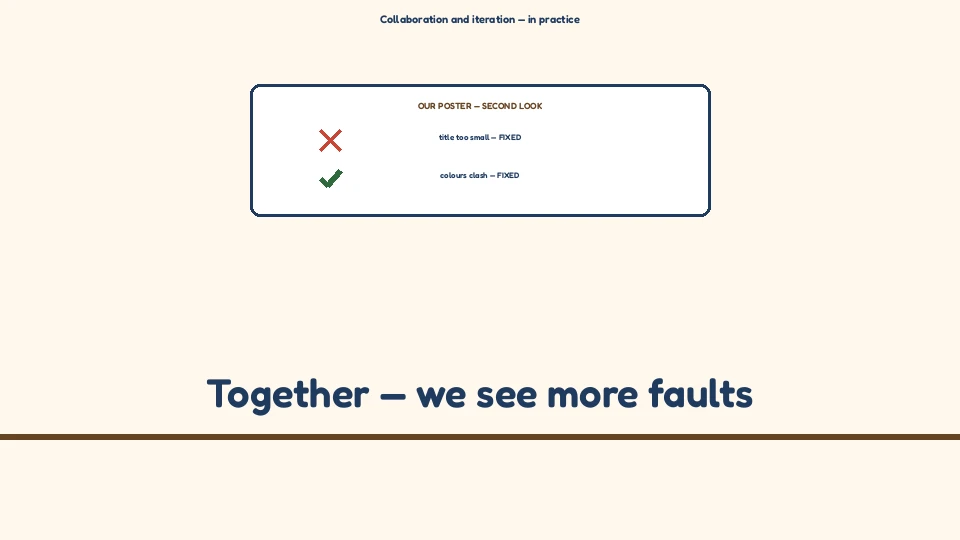 Collaboration and iteration — in practice
OUR POSTER — SECOND LOOK
title too small — FIXED
colours clash — FIXED
Together — we see more faults